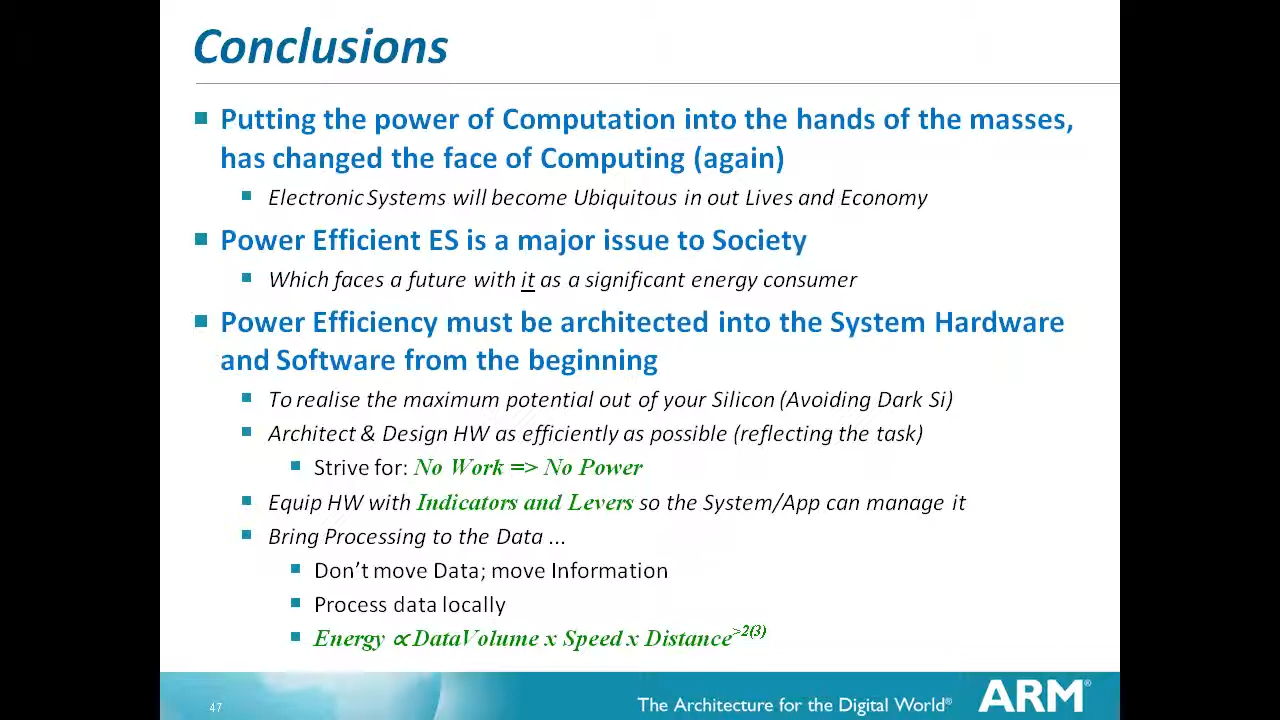 Conclusions
Putting the power of Computation into the hands of the masses,
has changed the face of Computing (again)
Electronic Systems will become Ubiquitous in out Lives and Economy
Power Efficient ES is a major issue to Society
Which faces a future with it as a significant energy consumer
Power Efficiency must be architected into the System Hardware
and Software from the beginning
To realise the maximum potential out of your Silicon (Avoiding Dark Si)
Architect & Design HW as efficiently as possible (reflecting the task)
Strive for: No Work => No Power
Equip HW with Indicators and Levers so the System/App can manage it
Bring Processing to the Data ...
Don't move Data; move Information
Process data locally
Energy ∝ DataVolume x Speed x Distance>2(3)
47
The Architecture for the Digital World®
ARM®